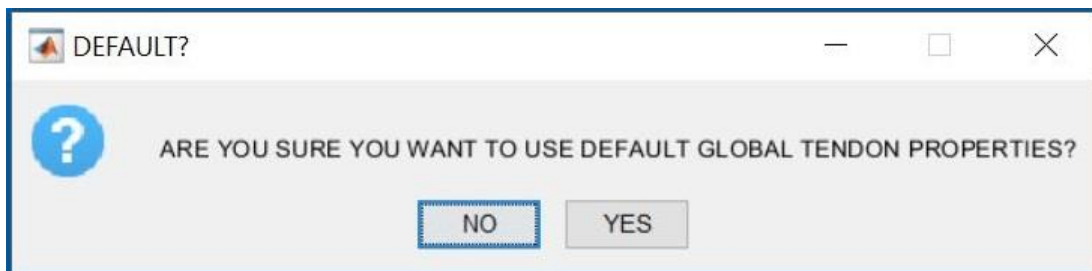 DEFAULT?
ARE YOU SURE YOU WANT TO USE DEFAULT GLOBAL TENDON PROPERTIES?
NO YES